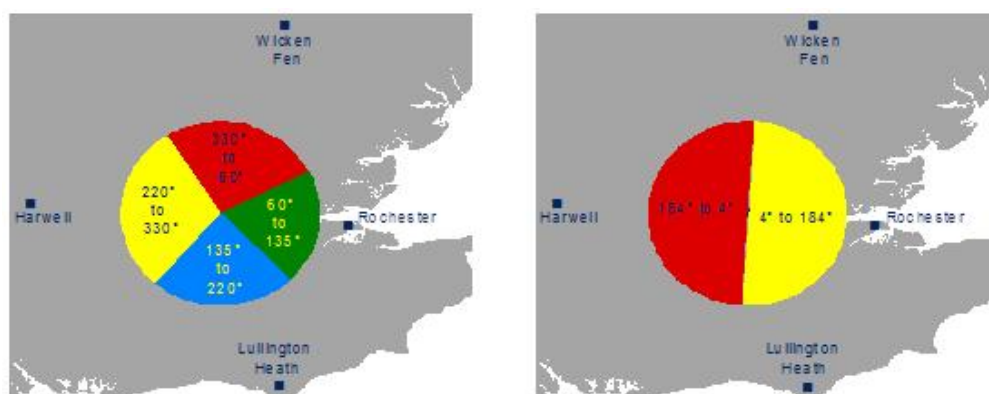 Wicken
Fen
330°
to
60°
220°
to
330°
60°
to
135°
Harwell
Rochester
135°
to
220°
Lullington
Heath
Wicken
Fen
184° to 4°
4° to 184°
Harwell
Rochester
Lullington
Heath